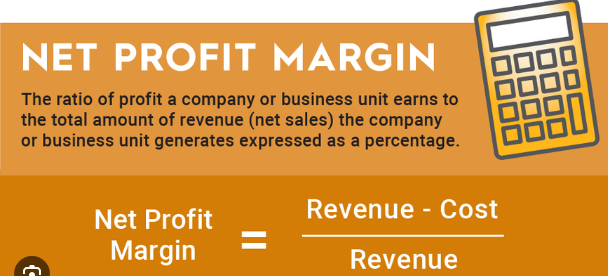 NET PROFIT MARGIN
The ratio of profit a company or business unit earns to
the total amount of revenue (net sales) the company
or business unit generates expressed as a percentage.
Net Profit
Margin
=
Revenue - Cost
Revenue